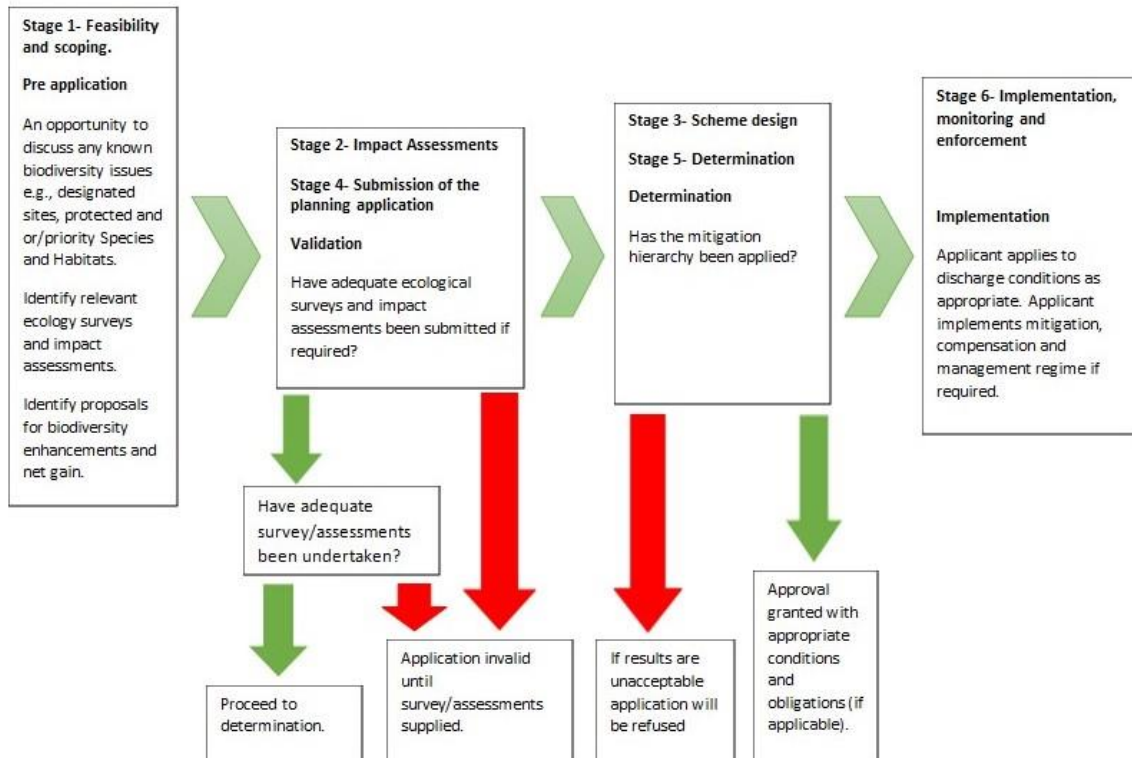 Stage 1- Feasibility
and scoping.
Pre application
An opportunity to
discuss any known
biodiversity issues
e.g., designated
sites, protected and
or/priority Species
and Habitats.
Identify relevant
ecology surveys
and impact
assessments.
Identify proposals
for biodiversity
enhancements and
net gain.
Stage 2- Impact Assessments
Stage 4- Submission of the
planning application
Validation
Have adequate ecological
surveys and impact
assessments been submitted if
required?
Stage 3- Scheme design
Stage 5- Determination
Determination
Has the mitigation
hierarchy been applied?
Stage 6- Implementation,
monitoring and
enforcement
Implementation
Applicant applies to
discharge conditions as
appropriate. Applicant
implements mitigation,
compensation and
management regime if
required.
Have adequate
survey/assessments
been undertaken?
Proceed to
determination.
Application invalid
until
survey/assessments
supplied.
If results are
unacceptable
application will
be refused
Approval
granted with
appropriate
conditions
and
obligations (if
applicable).